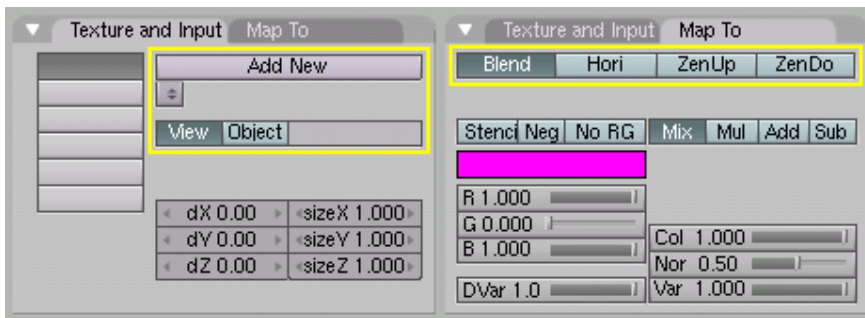 Texture and Input Map To
Add New
View Object
dX 0.00 sizeX 1.000
dY 0.00 sizeY 1.000
dZ 0.00 sizeZ 1.000
Texture and Input Map To
Blend Hori ZenUp ZenDo
Stenci Neg No RG Mix Mul Add Sub
R 1.000
G 0.000
B 1.000
Col 1.000
Nor 0.50
DVar 1.0 Var 1.000